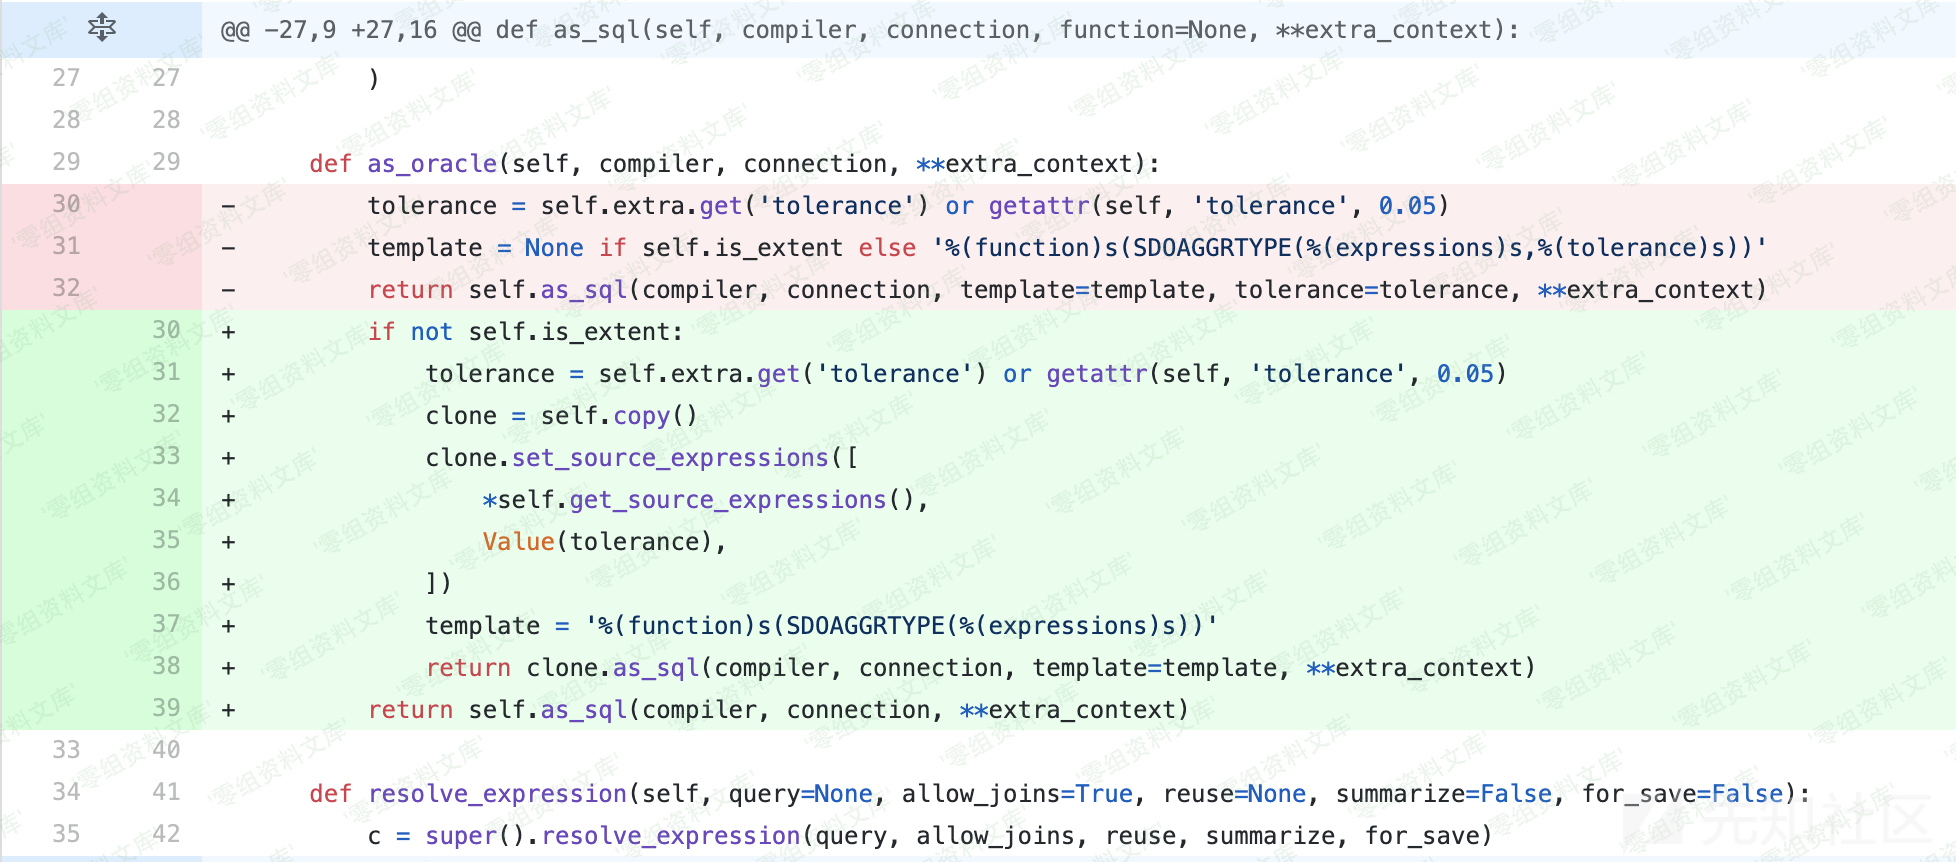 @@ -27,9 +27,16 @@ def as_sql(self, compiler, connection, function=None, **extra_context):
27 27 )
28 28
29 29 def as_oracle(self, compiler, connection, **extra_context):
30 - tolerance = self.extra.get('tolerance') or getattr(self, 'tolerance', 0.05)
31 - template = None if self.is_extent else '%(function)s(SDOAGGRTYPE(%(expressions)s,%(tolerance)s))'
32 - return self.as_sql(compiler, connection, template=template, tolerance=tolerance, **extra_context)
30 + if not self.is_extent:
31 + tolerance = self.extra.get('tolerance') or getattr(self, 'tolerance', 0.05)
32 + clone = self.copy()
33 + clone.set_source_expressions([
34 + *self.get_source_expressions(),
35 + Value(tolerance),
36 + ])
37 + template = '%(function)s(SDOAGGRTYPE(%(expressions)s))'
38 + return clone.as_sql(compiler, connection, template=template, **extra_context)
39 + return self.as_sql(compiler, connection, **extra_context)
33 40
34 41 def resolve_expression(self, query=None, allow_joins=True, reuse=None, summarize=False, for_save=False):
35 42 c = super().resolve_expression(query, allow_joins, reuse, summarize, for_save)
'零组资料文库'
先知社区